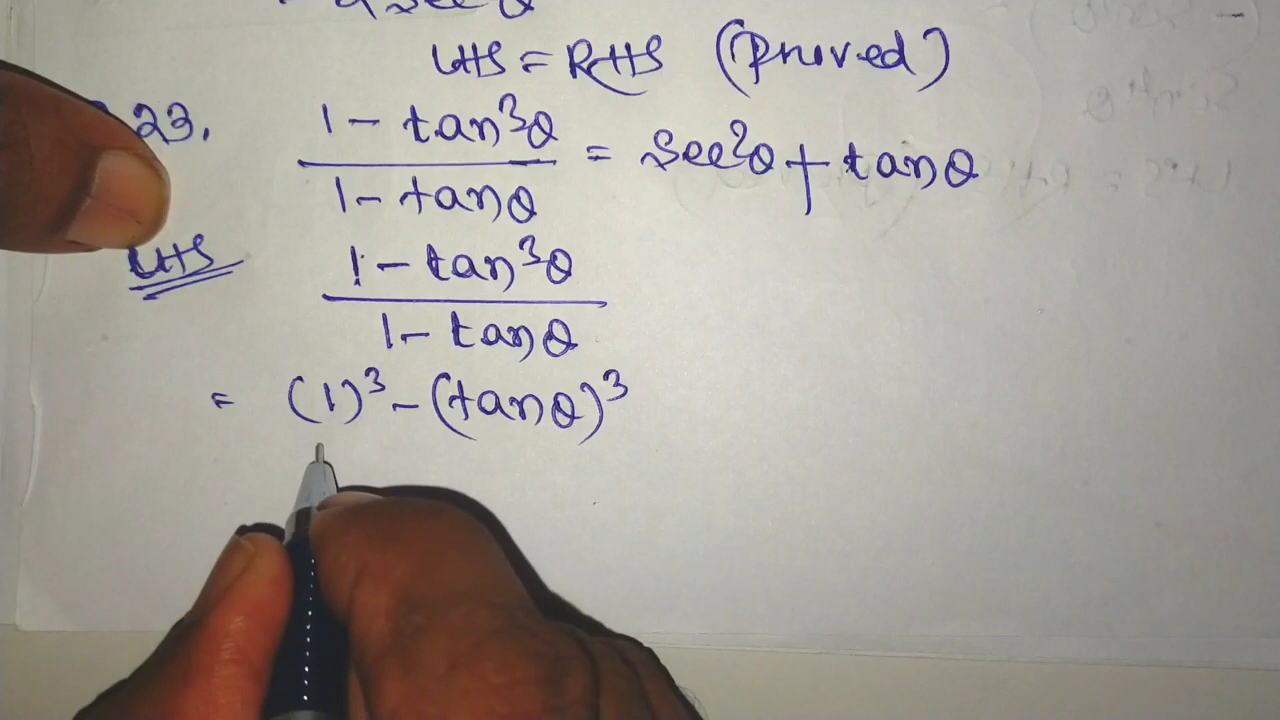 LHS = RHS (Proved)
23. 1 - tan³θ / 1 - tanθ = sec²θ + tanθ
LHS 1 - tan³θ / 1 - tanθ
= (1)³ - (tanθ)³